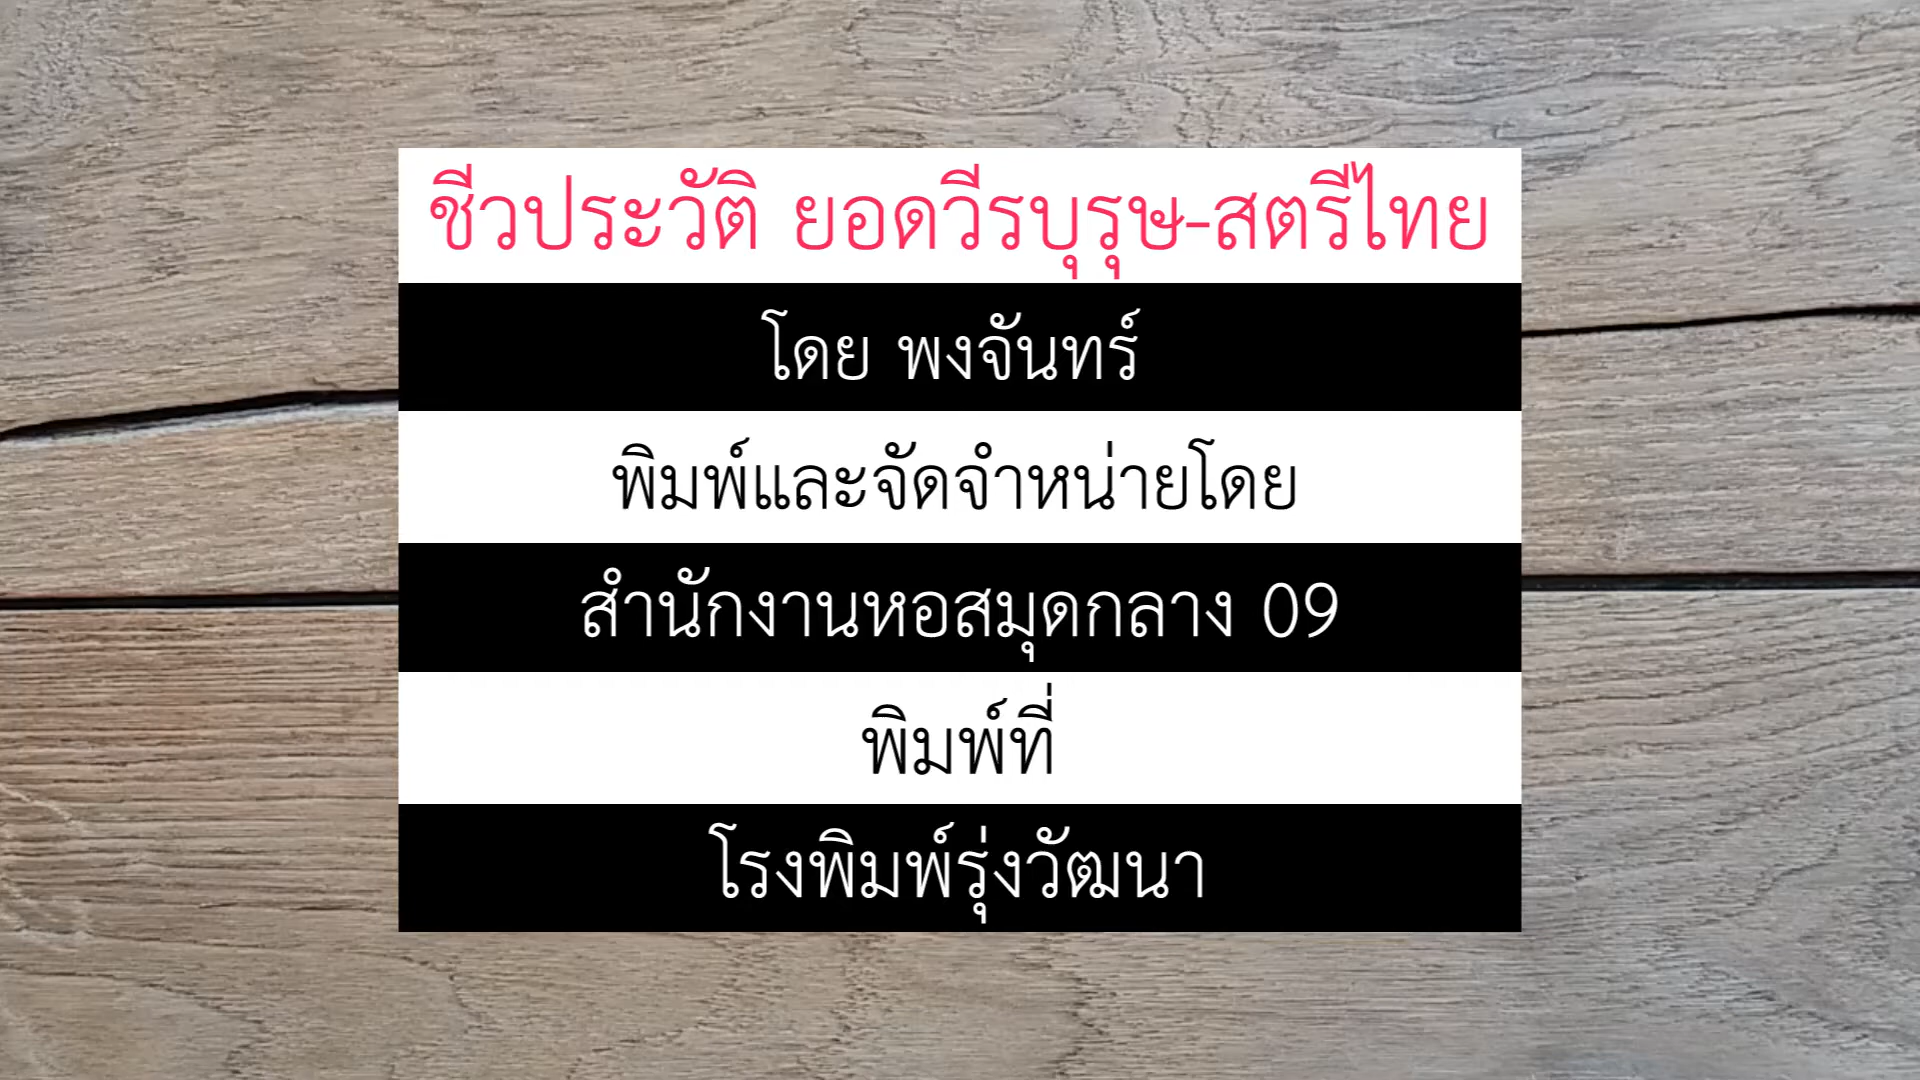 ชีวประวัติ ยอดวีรบุรุษ-สตรีไทย
โดย พงจันทร์
พิมพ์และจัดจำหน่ายโดย
สำนักงานหอสมุดกลาง 09
พิมพ์ที่
โรงพิมพ์รุ่งวัฒนา